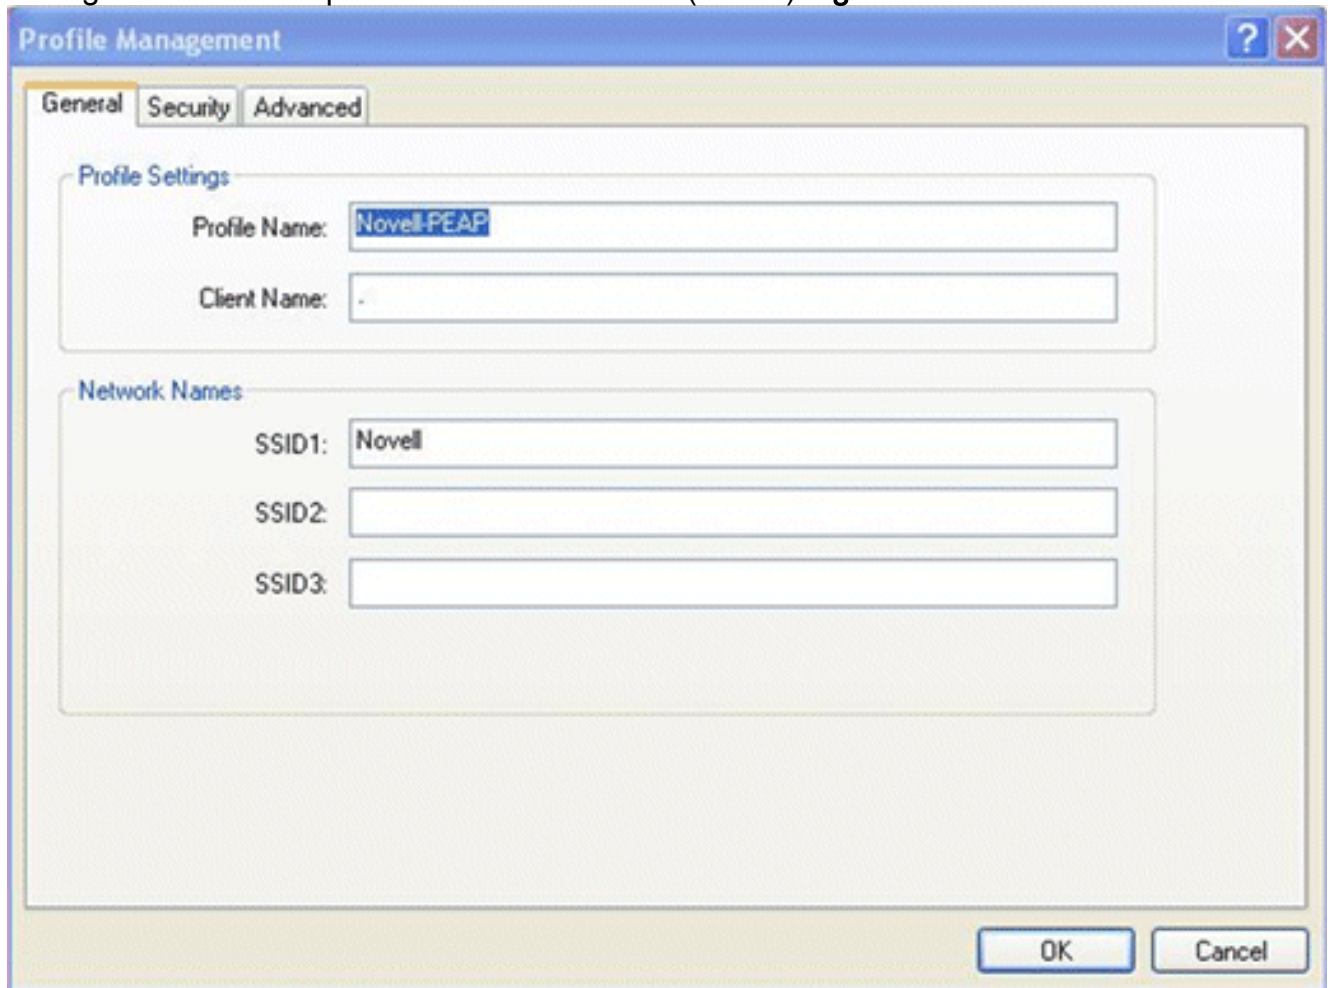 Profile Management
General Security Advanced
Profile Settings
Profile Name: Novell-PEAP
Client Name:
Network Names
SSID1: Novell
SSID2:
SSID3:
OK Cancel